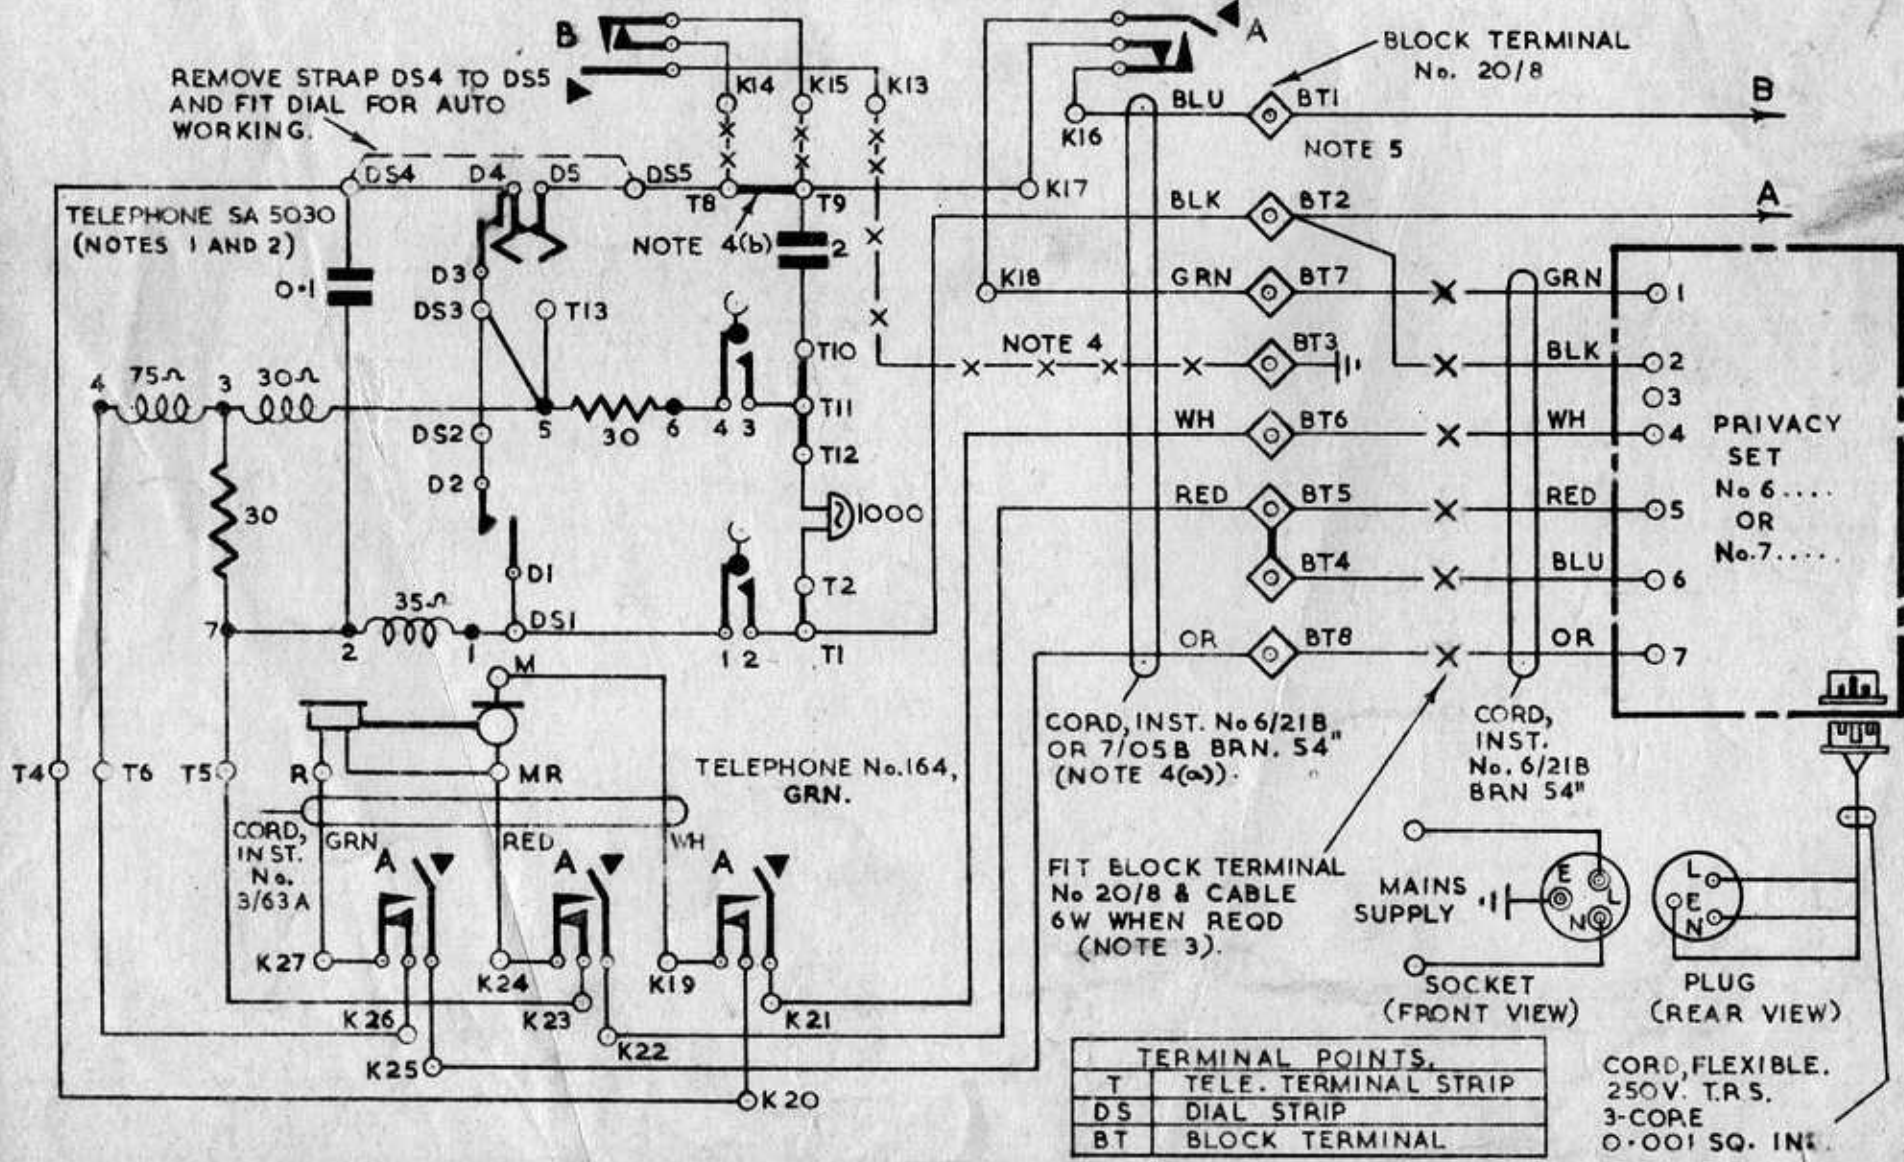 B
A
BLOCK TERMINAL
No. 20/8
REMOVE STRAP DS4 TO DS5
AND FIT DIAL FOR AUTO
WORKING.
K14
K15
K13
BLU
BT1
B
K16
NOTE 5
DS4
D4
D5
DS5
T8
T9
K17
BLK
BT2
A
TELEPHONE SA 5030
(NOTES 1 AND 2)
NOTE 4(b)
2
D3
0·1
DS3
T13
K18
GRN
BT7
GRN
1
T10
NOTE 4
BT3
BLK
2
3
4
75Ω
3
30Ω
T11
DS2
5
30
6
4
3
WH
BT6
WH
4
PRIVACY
SET
No 6....
OR
No.7.....
T12
D2
RED
BT5
RED
5
30
1000
D1
T2
BT4
BLU
6
35Ω
7
2
1
DS1
1
2
T1
OR
BT8
OR
7
M
CORD, INST. No 6/21B
OR 7/05B BRN. 54"
(NOTE 4(a)).
CORD,
INST.
No. 6/21B
BRN 54"
T4
T6
T5
R
MR
TELEPHONE No.164,
GRN.
CORD,
INST.
No.
3/63A
GRN
RED
WH
A
A
A
FIT BLOCK TERMINAL
No 20/8 & CABLE
6W WHEN REQD
(NOTE 3).
MAINS
SUPPLY
E
L
N
L
E
N
K27
K24
K19
SOCKET
(FRONT VIEW)
PLUG
(REAR VIEW)
K26
K23
K21
K25
K22
K20
TERMINAL POINTS.
T TELE. TERMINAL STRIP
DS DIAL STRIP
BT BLOCK TERMINAL
CORD, FLEXIBLE.
250V. T.R.S.
3-CORE
0·001 SQ. IN.